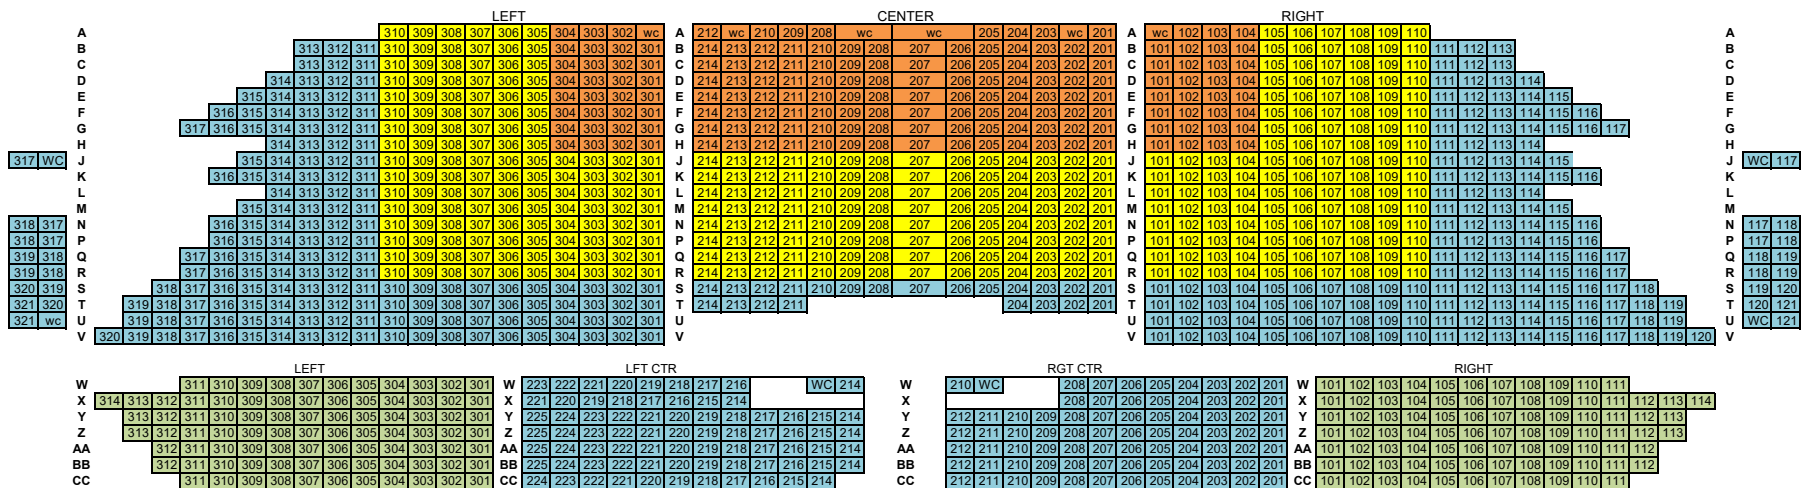 LEFT CENTER RIGHT
A 310 309 308 307 306 305 304 303 302 wc A 212 wc 210 209 208 wc wc 205 204 203 wc 201 A wc 102 103 104 105 106 107 108 109 110 A
B 313 312 311 310 309 308 307 306 305 304 303 302 301 B 214 213 212 211 210 209 208 207 206 205 204 203 202 201 B 101 102 103 104 105 106 107 108 109 110 111 112 113 B
C 313 312 311 310 309 308 307 306 305 304 303 302 301 C 214 213 212 211 210 209 208 207 206 205 204 203 202 201 C 101 102 103 104 105 106 107 108 109 110 111 112 113 C
D 314 313 312 311 310 309 308 307 306 305 304 303 302 301 D 214 213 212 211 210 209 208 207 206 205 204 203 202 201 D 101 102 103 104 105 106 107 108 109 110 111 112 113 114 D
E 315 314 313 312 311 310 309 308 307 306 305 304 303 302 301 E 214 213 212 211 210 209 208 207 206 205 204 203 202 201 E 101 102 103 104 105 106 107 108 109 110 111 112 113 114 115 E
F 316 315 314 313 312 311 310 309 308 307 306 305 304 303 302 301 F 214 213 212 211 210 209 208 207 206 205 204 203 202 201 F 101 102 103 104 105 106 107 108 109 110 111 112 113 114 115 116 F
G 317 316 315 314 313 312 311 310 309 308 307 306 305 304 303 302 301 G 214 213 212 211 210 209 208 207 206 205 204 203 202 201 G 101 102 103 104 105 106 107 108 109 110 111 112 113 114 115 116 117 G
H 314 313 312 311 310 309 308 307 306 305 304 303 302 301 H 214 213 212 211 210 209 208 207 206 205 204 203 202 201 H 101 102 103 104 105 106 107 108 109 110 111 112 113 114 H
317 WC J 315 314 313 312 311 310 309 308 307 306 305 304 303 302 301 J 214 213 212 211 210 209 208 207 206 205 204 203 202 201 J 101 102 103 104 105 106 107 108 109 110 111 112 113 114 115 J WC 117
K 316 315 314 313 312 311 310 309 308 307 306 305 304 303 302 301 K 214 213 212 211 210 209 208 207 206 205 204 203 202 201 K 101 102 103 104 105 106 107 108 109 110 111 112 113 114 115 116 K
L 314 313 312 311 310 309 308 307 306 305 304 303 302 301 L 214 213 212 211 210 209 208 207 206 205 204 203 202 201 L 101 102 103 104 105 106 107 108 109 110 111 112 113 114 L
M 315 314 313 312 311 310 309 308 307 306 305 304 303 302 301 M 214 213 212 211 210 209 208 207 206 205 204 203 202 201 M 101 102 103 104 105 106 107 108 109 110 111 112 113 114 115 M
318 317 N 316 315 314 313 312 311 310 309 308 307 306 305 304 303 302 301 N 214 213 212 211 210 209 208 207 206 205 204 203 202 201 N 101 102 103 104 105 106 107 108 109 110 111 112 113 114 115 116 N 117 118
318 317 P 316 315 314 313 312 311 310 309 308 307 306 305 304 303 302 301 P 214 213 212 211 210 209 208 207 206 205 204 203 202 201 P 101 102 103 104 105 106 107 108 109 110 111 112 113 114 115 116 P 117 118
319 318 Q 317 316 315 314 313 312 311 310 309 308 307 306 305 304 303 302 301 Q 214 213 212 211 210 209 208 207 206 205 204 203 202 201 Q 101 102 103 104 105 106 107 108 109 110 111 112 113 114 115 116 117 Q 118 119
319 318 R 317 316 315 314 313 312 311 310 309 308 307 306 305 304 303 302 301 R 214 213 212 211 210 209 208 207 206 205 204 203 202 201 R 101 102 103 104 105 106 107 108 109 110 111 112 113 114 115 116 117 R 118 119
320 319 S 318 317 316 315 314 313 312 311 310 309 308 307 306 305 304 303 302 301 S 214 213 212 211 210 209 208 207 206 205 204 203 202 201 S 101 102 103 104 105 106 107 108 109 110 111 112 113 114 115 116 117 118 S 119 120
321 320 T 319 318 317 316 315 314 313 312 311 310 309 308 307 306 305 304 303 302 301 T 214 213 212 211 204 203 202 201 T 101 102 103 104 105 106 107 108 109 110 111 112 113 114 115 116 117 118 119 T 120 121
321 wc U 319 318 317 316 315 314 313 312 311 310 309 308 307 306 305 304 303 302 301 U U 101 102 103 104 105 106 107 108 109 110 111 112 113 114 115 116 117 118 119 U WC 121
V 320 319 318 317 316 315 314 313 312 311 310 309 308 307 306 305 304 303 302 301 V V 101 102 103 104 105 106 107 108 109 110 111 112 113 114 115 116 117 118 119 120 V
LEFT LFT CTR RGT CTR RIGHT
W 311 310 309 308 307 306 305 304 303 302 301 W 223 222 221 220 219 218 217 216 WC 214 W 210 WC 208 207 206 205 204 203 202 201 W 101 102 103 104 105 106 107 108 109 110 111
X 314 313 312 311 310 309 308 307 306 305 304 303 302 301 X 221 220 219 218 217 216 215 214 X 208 207 206 205 204 203 202 201 X 101 102 103 104 105 106 107 108 109 110 111 112 113 114
Y 313 312 311 310 309 308 307 306 305 304 303 302 301 Y 225 224 223 222 221 220 219 218 217 216 215 214 Y 212 211 210 209 208 207 206 205 204 203 202 201 Y 101 102 103 104 105 106 107 108 109 110 111 112 113
Z 313 312 311 310 309 308 307 306 305 304 303 302 301 Z 225 224 223 222 221 220 219 218 217 216 215 214 Z 212 211 210 209 208 207 206 205 204 203 202 201 Z 101 102 103 104 105 106 107 108 109 110 111 112 113
AA 312 311 310 309 308 307 306 305 304 303 302 301 AA 225 224 223 222 221 220 219 218 217 216 215 214 AA 212 211 210 209 208 207 206 205 204 203 202 201 AA 101 102 103 104 105 106 107 108 109 110 111 112
BB 312 311 310 309 308 307 306 305 304 303 302 301 BB 225 224 223 222 221 220 219 218 217 216 215 214 BB 212 211 210 209 208 207 206 205 204 203 202 201 BB 101 102 103 104 105 106 107 108 109 110 111 112
CC 311 310 309 308 307 306 305 304 303 302 301 CC 224 223 222 221 220 219 218 217 216 215 214 CC 212 211 210 209 208 207 206 205 204 203 202 201 CC 101 102 103 104 105 106 107 108 109 110 111